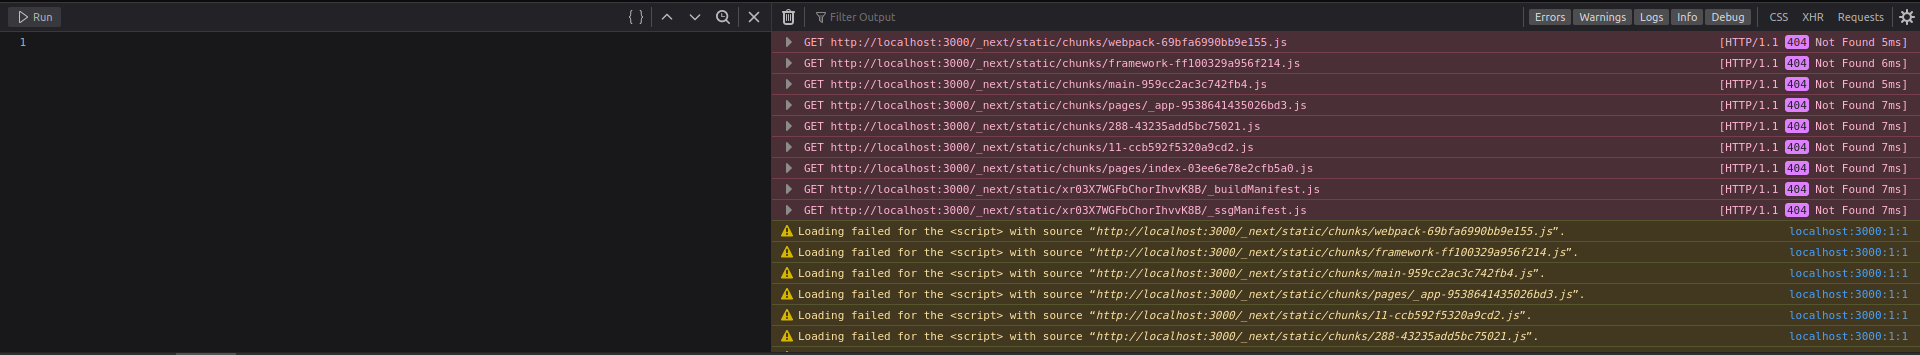 Run
Filter Output
Errors Warnings Logs Info Debug CSS XHR Requests
1
GET http://localhost:3000/_next/static/chunks/webpack-69bfa6990bb9e155.js [HTTP/1.1 404 Not Found 5ms]
GET http://localhost:3000/_next/static/chunks/framework-ff100329a956f214.js [HTTP/1.1 404 Not Found 6ms]
GET http://localhost:3000/_next/static/chunks/main-959cc2ac3c742fb4.js [HTTP/1.1 404 Not Found 5ms]
GET http://localhost:3000/_next/static/chunks/pages/_app-9538641435026bd3.js [HTTP/1.1 404 Not Found 7ms]
GET http://localhost:3000/_next/static/chunks/288-43235add5bc75021.js [HTTP/1.1 404 Not Found 7ms]
GET http://localhost:3000/_next/static/chunks/11-ccb592f5320a9cd2.js [HTTP/1.1 404 Not Found 7ms]
GET http://localhost:3000/_next/static/chunks/pages/index-03ee6e78e2cfb5a0.js [HTTP/1.1 404 Not Found 7ms]
GET http://localhost:3000/_next/static/xr03X7WGFbChorIhvvK8B/_buildManifest.js [HTTP/1.1 404 Not Found 7ms]
GET http://localhost:3000/_next/static/xr03X7WGFbChorIhvvK8B/_ssgManifest.js [HTTP/1.1 404 Not Found 7ms]
Loading failed for the <script> with source “http://localhost:3000/_next/static/chunks/webpack-69bfa6990bb9e155.js”. localhost:3000:1:1
Loading failed for the <script> with source “http://localhost:3000/_next/static/chunks/framework-ff100329a956f214.js”. localhost:3000:1:1
Loading failed for the <script> with source “http://localhost:3000/_next/static/chunks/main-959cc2ac3c742fb4.js”. localhost:3000:1:1
Loading failed for the <script> with source “http://localhost:3000/_next/static/chunks/pages/_app-9538641435026bd3.js”. localhost:3000:1:1
Loading failed for the <script> with source “http://localhost:3000/_next/static/chunks/11-ccb592f5320a9cd2.js”. localhost:3000:1:1
Loading failed for the <script> with source “http://localhost:3000/_next/static/chunks/288-43235add5bc75021.js”. localhost:3000:1:1